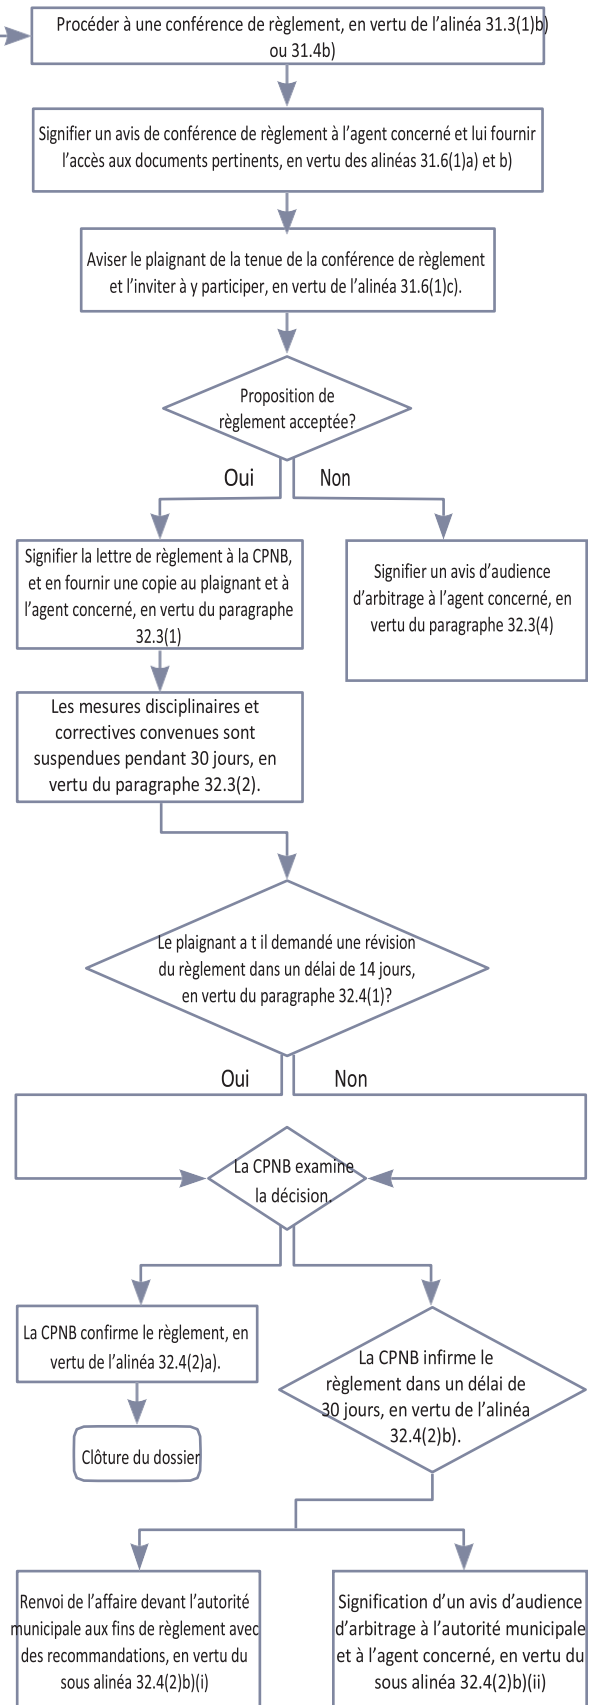 Procéder à une conférence de règlement, en vertu de l’alinéa 31.3(1)b)
ou 31.4b)
Signifier un avis de conférence de règlement à l’agent concerné et lui fournir
l’accès aux documents pertinents, en vertu des alinéas 31.6(1)a) et b)
Aviser le plaignant de la tenue de la conférence de règlement
et l’inviter à y participer, en vertu de l’alinéa 31.6(1)c).
Proposition de
règlement acceptée?
Oui
Non
Signifier la lettre de règlement à la CPNB,
et en fournir une copie au plaignant et à
l’agent concerné, en vertu du paragraphe
32.3(1)
Signifier un avis d’audience
d’arbitrage à l’agent concerné, en
vertu du paragraphe 32.3(4)
Les mesures disciplinaires et
correctives convenues sont
suspendues pendant 30 jours, en
vertu du paragraphe 32.3(2).
Le plaignant a t il demandé une révision
du règlement dans un délai de 14 jours,
en vertu du paragraphe 32.4(1)?
Oui
Non
La CPNB examine
la décision.
La CPNB confirme le règlement, en
vertu de l’alinéa 32.4(2)a).
Clôture du dossier
La CPNB infirme le
règlement dans un délai de
30 jours, en vertu de l’alinéa
32.4(2)b).
Renvoi de l’affaire devant l’autorité
municipale aux fins de règlement avec
des recommandations, en vertu du
sous alinéa 32.4(2)b)(i)
Signification d’un avis d’audience
d’arbitrage à l’autorité municipale
et à l’agent concerné, en vertu du
sous alinéa 32.4(2)b)(ii)